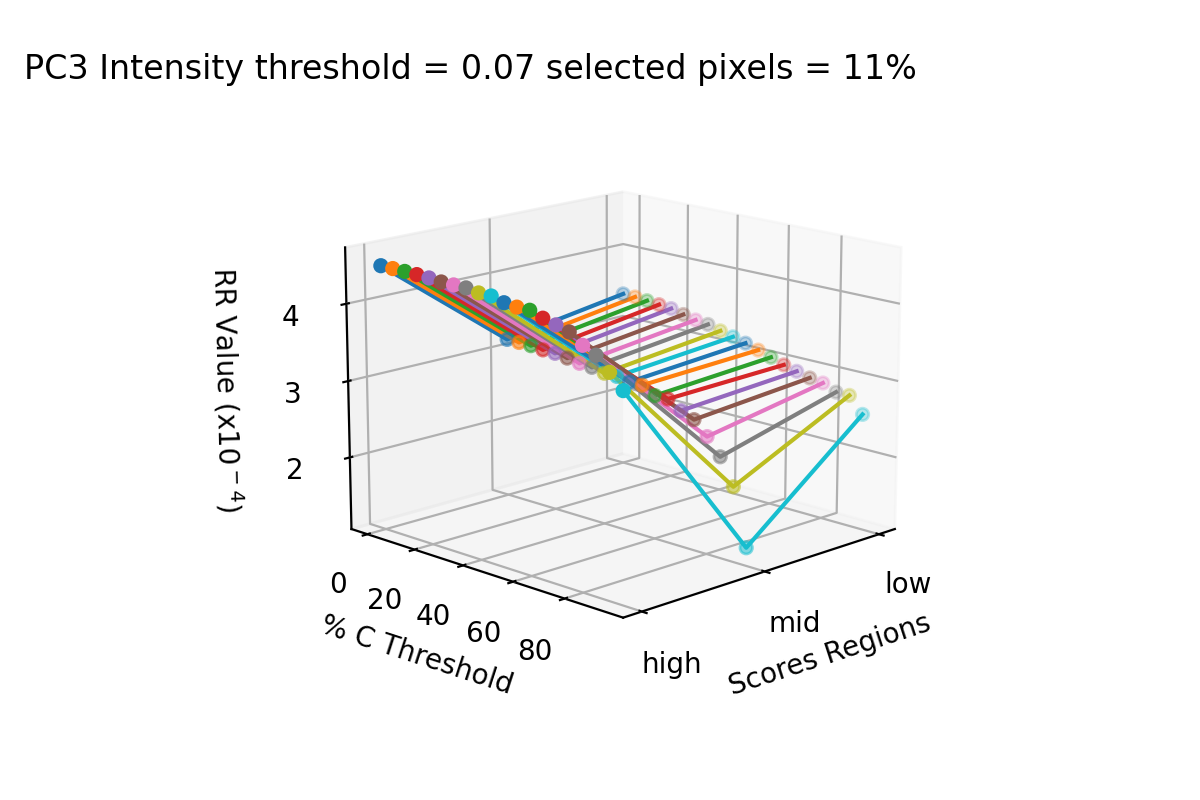 PC3 Intensity threshold = 0.07 selected pixels = 11%
RR Value (x10⁻⁴)
4
3
2
0
20
40
60
80
% C Threshold
high
mid
low
Scores Regions